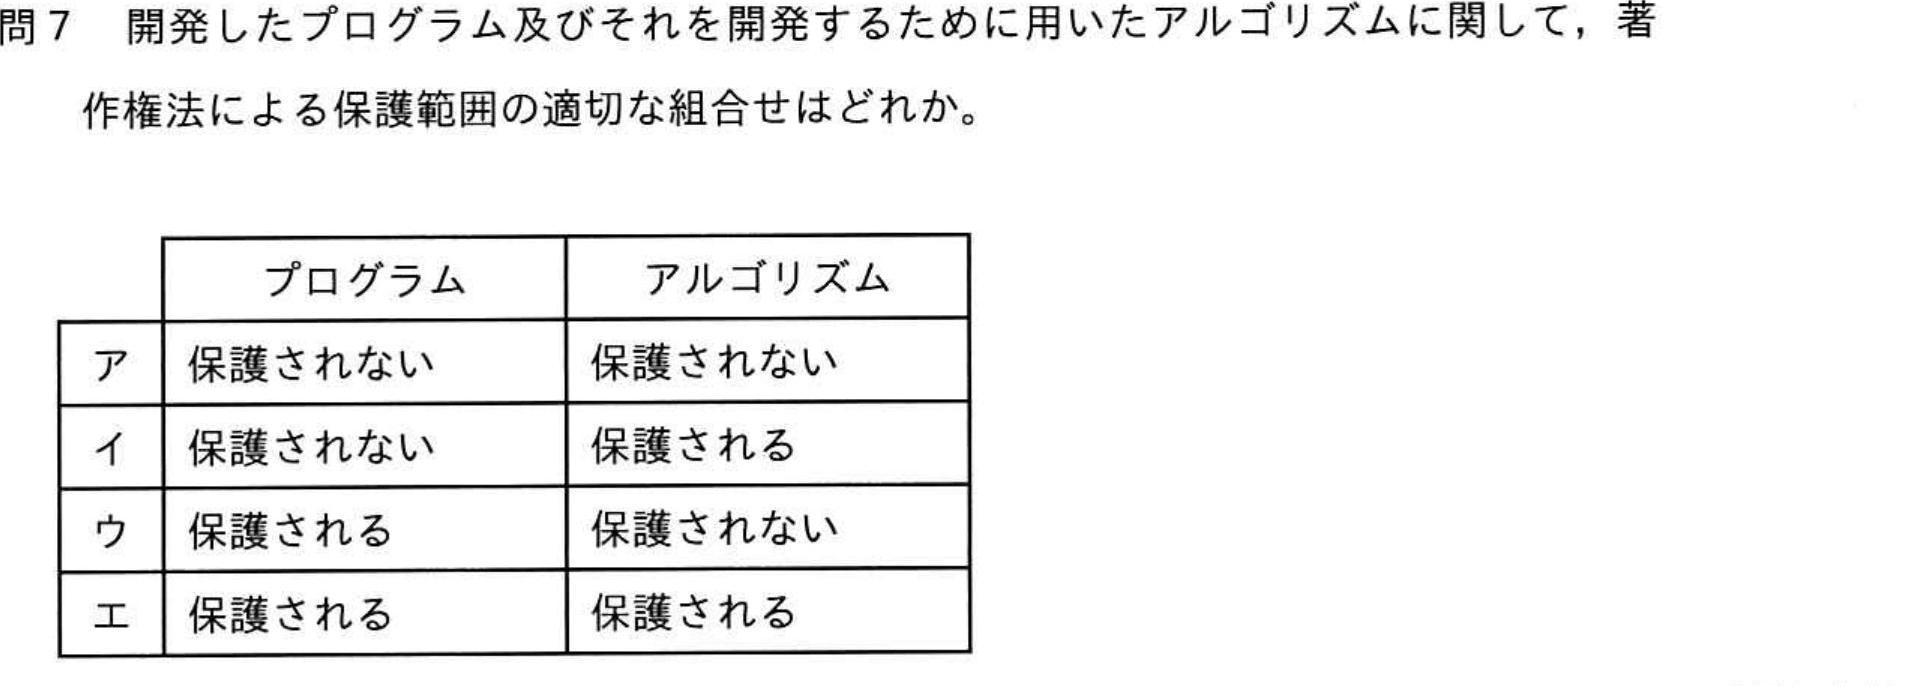 問7 開発したプログラム及びそれを開発するために用いたアルゴリズムに関して，著
作権法による保護範囲の適切な組合せはどれか。
プログラム アルゴリズム
ア 保護されない 保護されない
イ 保護されない 保護される
ウ 保護される 保護されない
エ 保護される 保護される